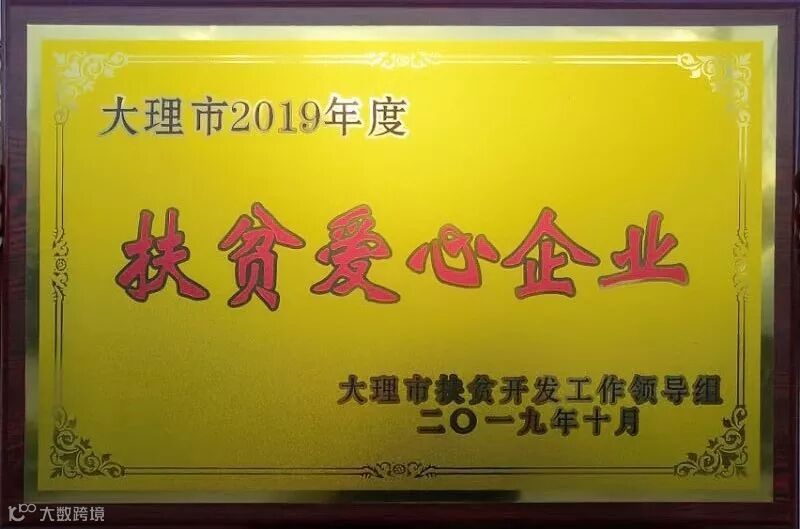 大理市2019年度
扶贫爱心企业
大理市扶贫开发工作领导组
二〇一九年十月
大数跨境